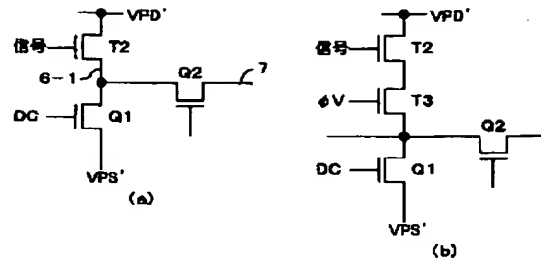 VPD'
信号
T2
6-1
Q2
7
DC
Q1
VPS'
(a)
VPD'
信号
T2
φV
T3
Q2
DC
Q1
VPS'
(b)